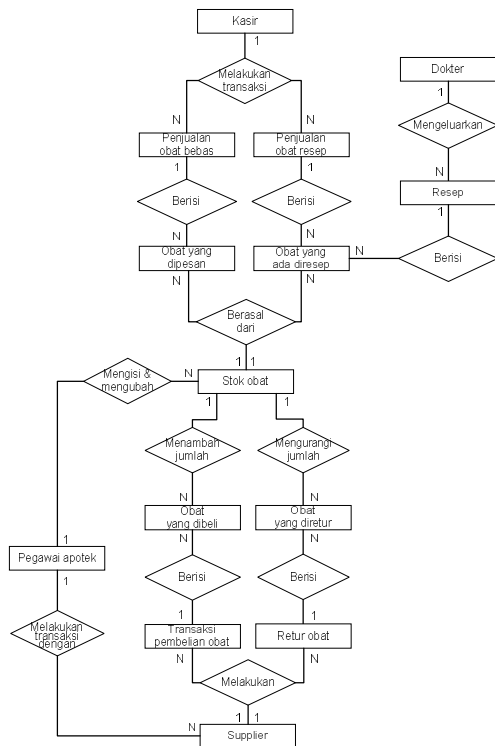 Kasir
1
Melakukan
transaksi
Dokter
1
Mengeluarkan
N
N
Penjualan
obat bebas
Penjualan
obat resep
N
Resep
1
1
1
Berisi
Berisi
Berisi
N
N
N
Obat yang
dipesan
Obat yang
ada diresep
N
N
Berasal
dari
1
1
Mengisi &
mengubah
N
Stok obat
1
1
Menambah
jumlah
Mengurangi
jumlah
N
N
Obat
yang dibeli
Obat
yang diretur
1
N
N
Pegawai apotek
1
Berisi
Berisi
1
1
Melakukan
transaksi
dengan
Transaksi
pembelian obat
Retur obat
N
N
Melakukan
1
1
N
Supplier